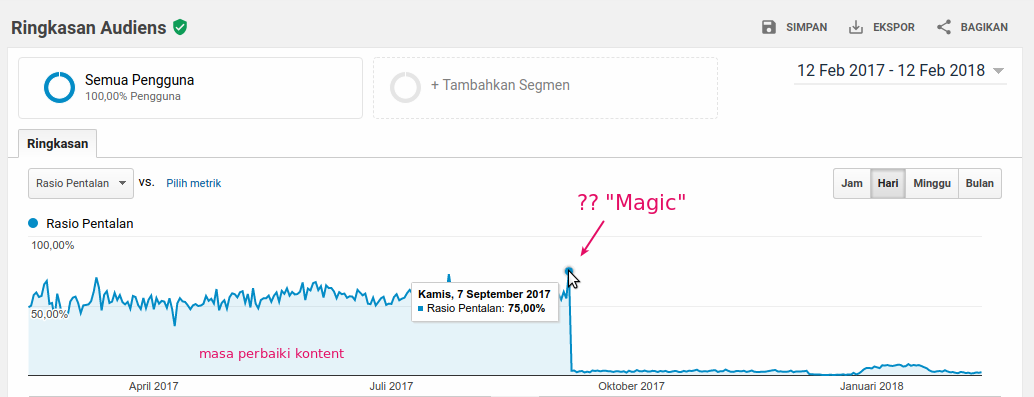 Ringkasan Audiens
SIMPAN
EKSPOR
BAGIKAN
Semua Pengguna
100,00% Pengguna
+ Tambahkan Segmen
12 Feb 2017 - 12 Feb 2018
Ringkasan
Rasio Pentalan
VS.
Pilih metrik
Jam
Hari
Minggu
Bulan
?? "Magic"
Rasio Pentalan
100,00%
Kamis, 7 September 2017
Rasio Pentalan: 75,00%
50,00%
masa perbaiki kontent
April 2017
Juli 2017
Oktober 2017
Januari 2018